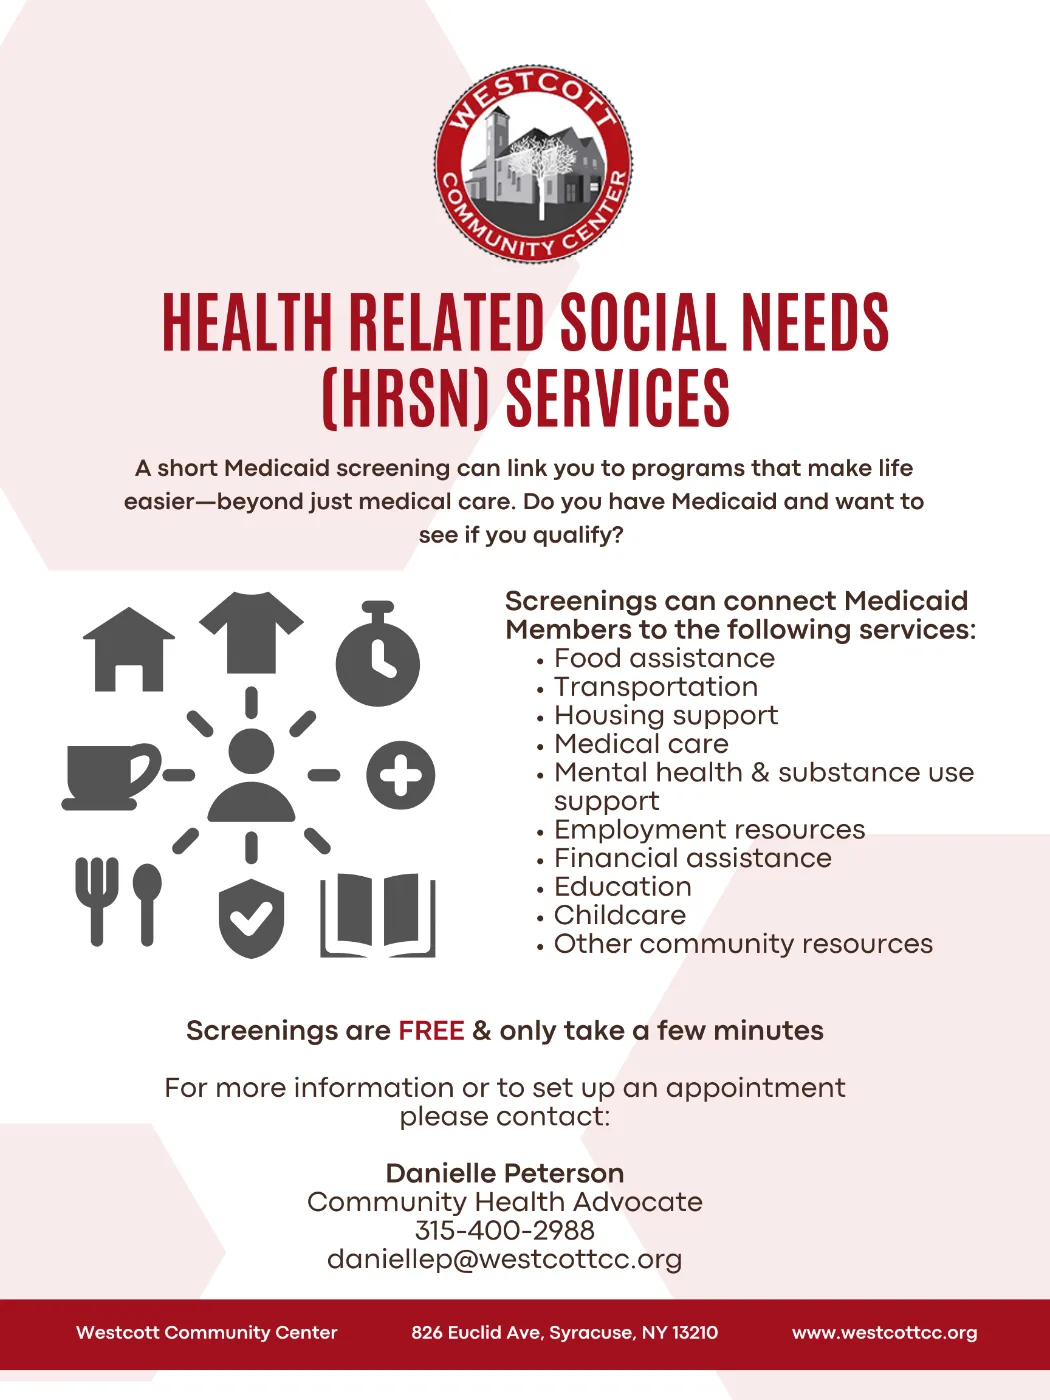 WESTCOTT
COMMUNITY CENTER
HEALTH RELATED SOCIAL NEEDS
(HRSN) SERVICES
A short Medicaid screening can link you to programs that make life
easier—beyond just medical care. Do you have Medicaid and want to
see if you qualify?
Screenings can connect Medicaid
Members to the following services:
• Food assistance
• Transportation
• Housing support
• Medical care
• Mental health & substance use
support
• Employment resources
• Financial assistance
• Education
• Childcare
• Other community resources
Screenings are FREE & only take a few minutes
For more information or to set up an appointment
please contact:
Danielle Peterson
Community Health Advocate
315-400-2988
daniellep@westcottcc.org
Westcott Community Center 826 Euclid Ave, Syracuse, NY 13210 www.westcottcc.org